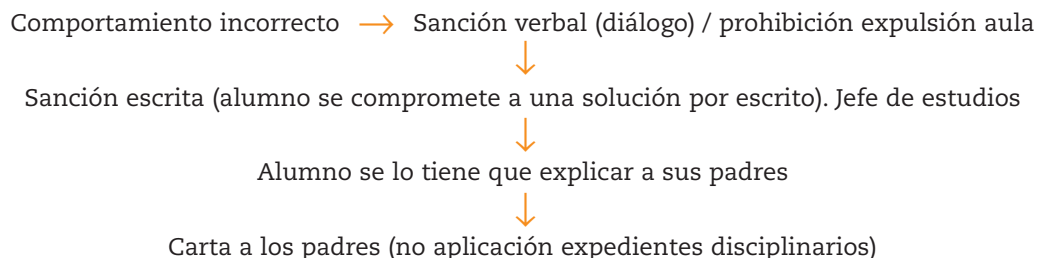 Comportamiento incorrecto → Sanción verbal (diálogo) / prohibición expulsión aula
Sanción escrita (alumno se compromete a una solución por escrito). Jefe de estudios
Alumno se lo tiene que explicar a sus padres
Carta a los padres (no aplicación expedientes disciplinarios)